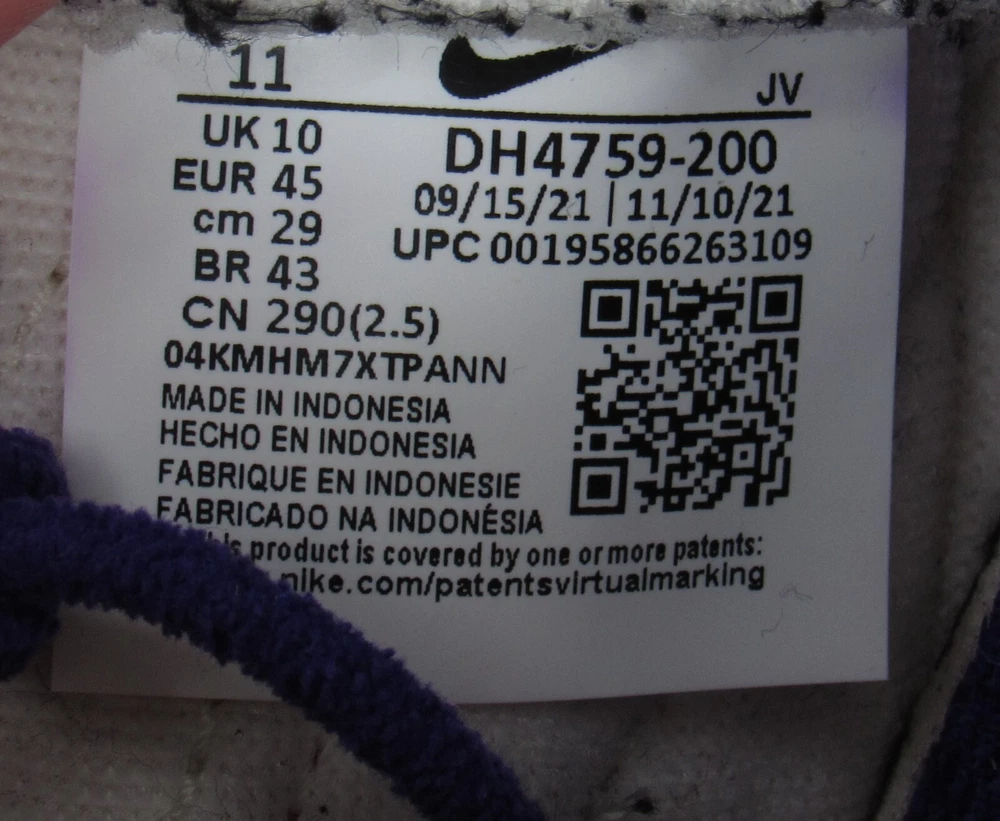 11
JV
UK 10
EUR 45
cm 29
BR 43
CN 290(2.5)
DH4759-200
09/15/21 | 11/10/21
UPC 00195866263109
04KMHM7XTPANN
MADE IN INDONESIA
HECHO EN INDONESIA
FABRIQUE EN INDONESIE
FABRICADO NA INDONÉSIA
product is covered by one or more patents:
nike.com/patentsvirtualmarking